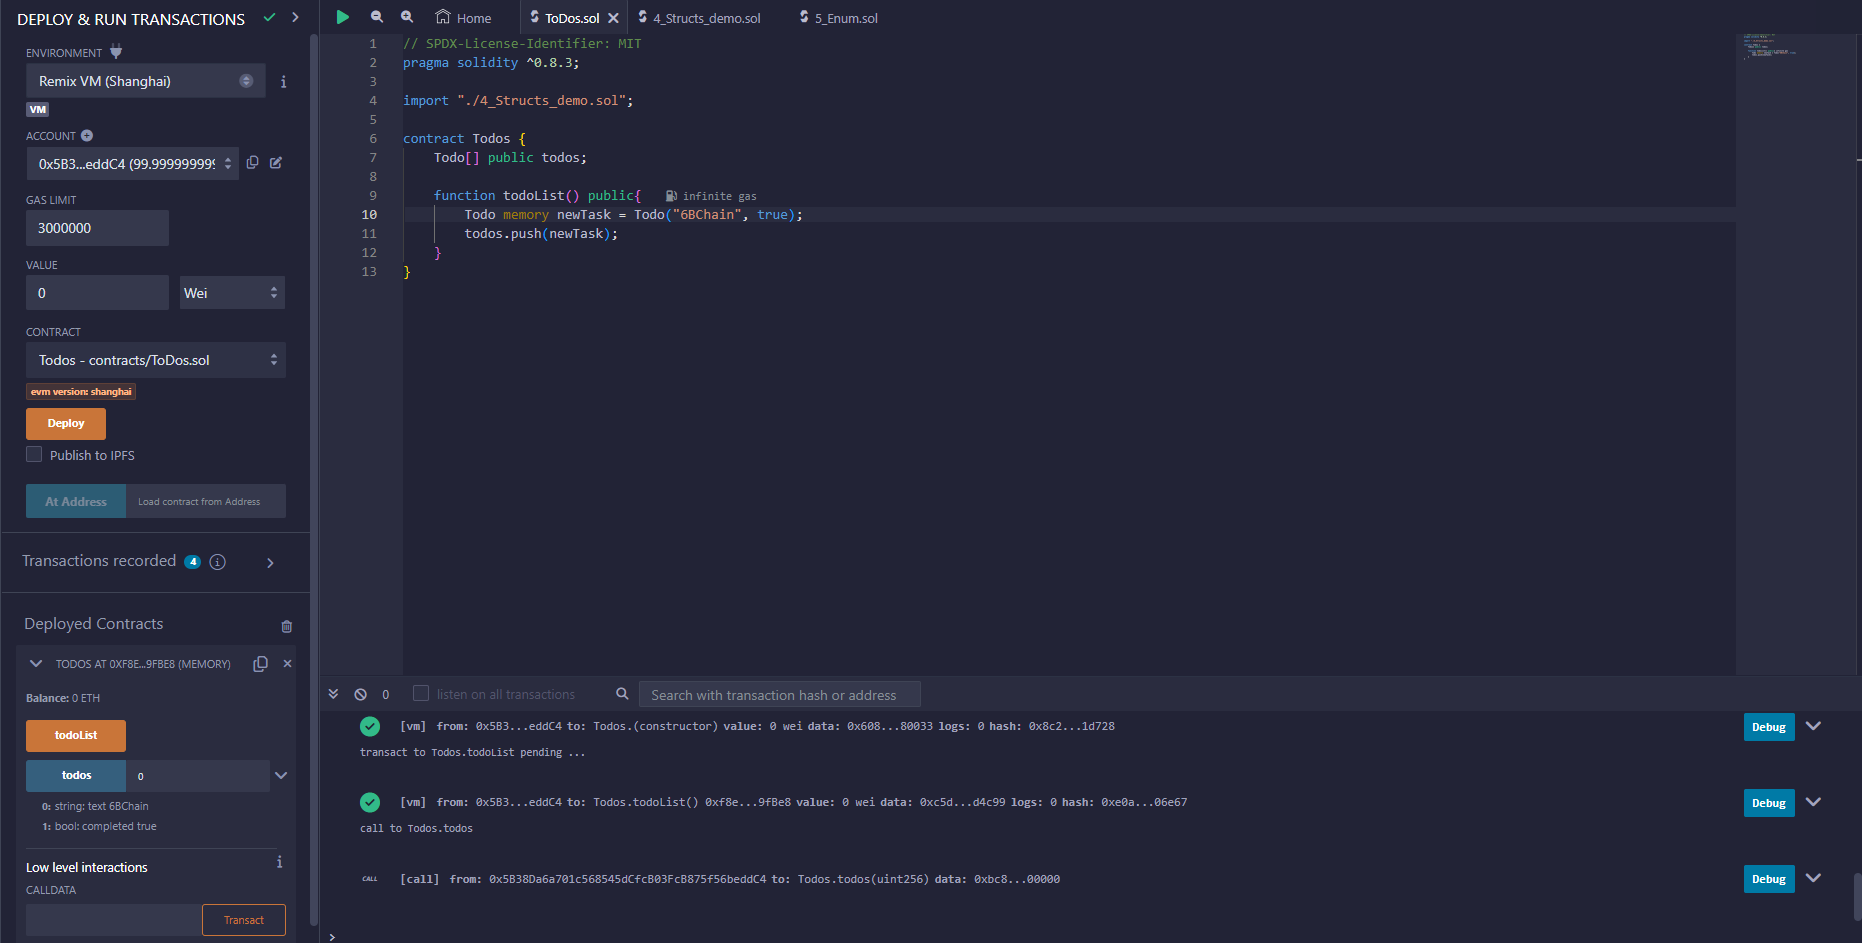 DEPLOY & RUN TRANSACTIONS
ENVIRONMENT
Remix VM (Shanghai)
VM
ACCOUNT
0x5B3...eddC4 (99.9999999999
GAS LIMIT
3000000
VALUE
0
Wei
CONTRACT
Todos - contracts/ToDos.sol
evm version: shanghai
Deploy
Publish to IPFS
At Address
Load contract from Address
Transactions recorded 4
Deployed Contracts
TODOS AT 0XF8E...9FBE8 (MEMORY)
Balance: 0 ETH
todoList
todos
0
0: string: text 6BChain
1: bool: completed true
Low level interactions
CALLDATA
Transact
Home
ToDos.sol
4_Structs_demo.sol
5_Enum.sol
1 // SPDX-License-Identifier: MIT
2 pragma solidity ^0.8.3;
3
4 import "./4_Structs_demo.sol";
5
6 contract Todos {
7 Todo[] public todos;
8
9 function todoList() public{ infinite gas
10 Todo memory newTask = Todo("6BChain", true);
11 todos.push(newTask);
12 }
13 }
0
listen on all transactions
Search with transaction hash or address
[vm] from: 0x5B3...eddC4 to: Todos.(constructor) value: 0 wei data: 0x608...80033 logs: 0 hash: 0x8c2...1d728
Debug
transact to Todos.todoList pending ...
[vm] from: 0x5B3...eddC4 to: Todos.todoList() 0xf8e...9fBe8 value: 0 wei data: 0xc5d...d4c99 logs: 0 hash: 0xe0a...06e67
Debug
call to Todos.todos
CALL [call] from: 0x5B38Da6a701c568545dCfcB03FcB875f56beddC4 to: Todos.todos(uint256) data: 0xbc8...00000
Debug
>